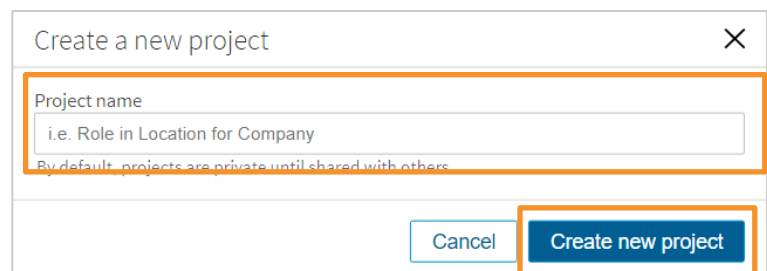 Create a new project
Project name
i.e. Role in Location for Company
By default, projects are private until shared with others
Cancel
Create new project